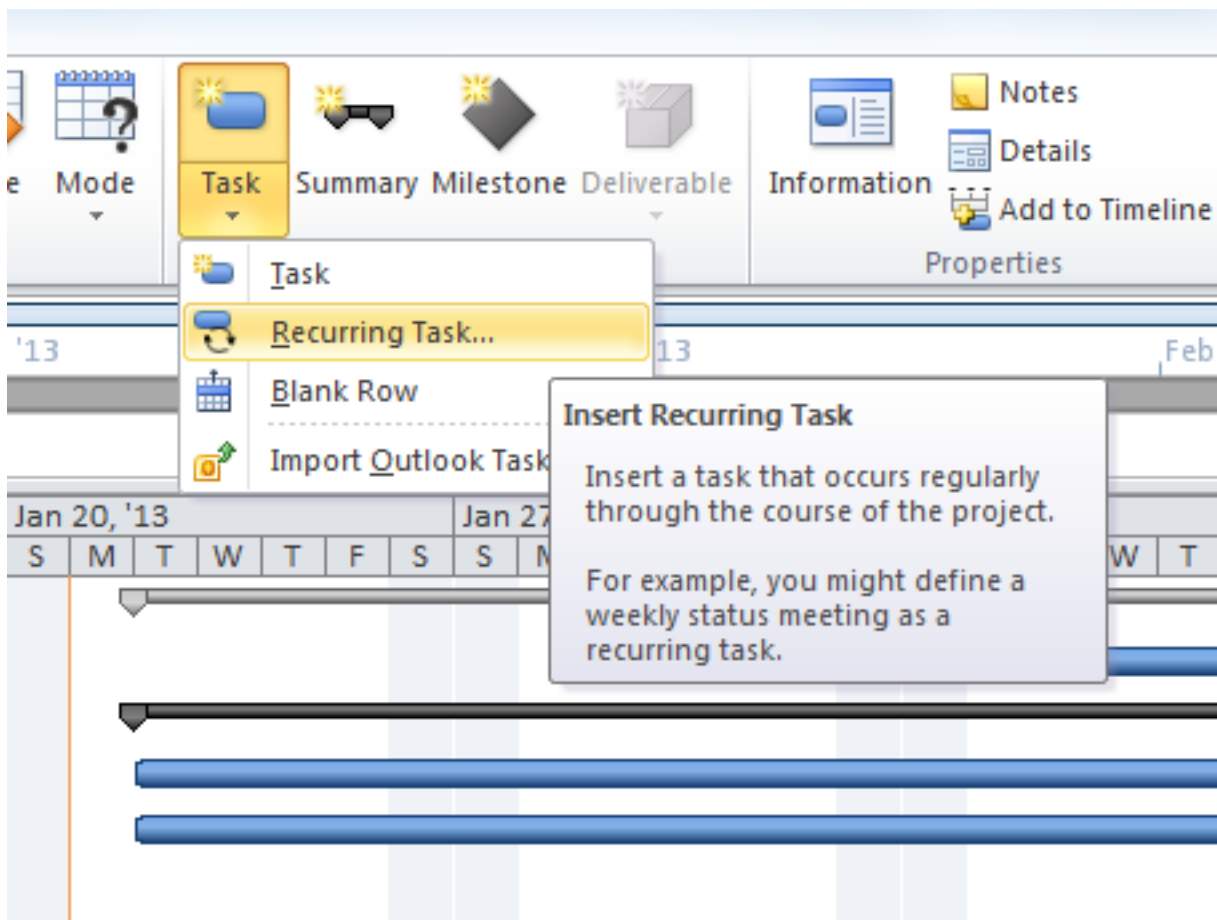 e Mode Task Summary Milestone Deliverable Information
Notes
Details
Add to Timeline
Properties
Task
Recurring Task...
Blank Row
Import Outlook Task
'13 13 Feb
Insert Recurring Task
Insert a task that occurs regularly
through the course of the project.
For example, you might define a
weekly status meeting as a
recurring task.
Jan 20, '13 Jan 27
S M T W T F S S W T